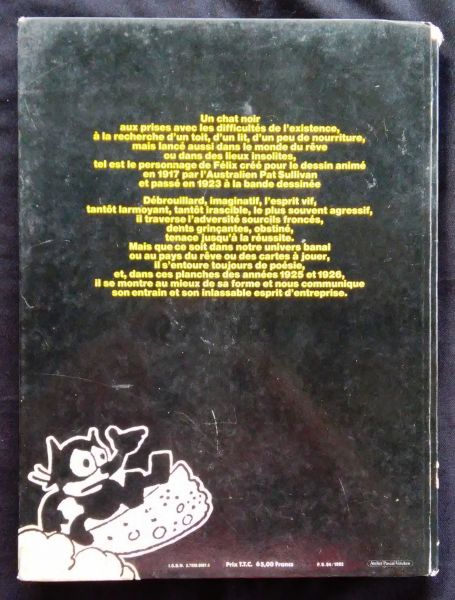 Un chat noir
aux prises avec les difficultés de l'existence,
à la recherche d'un toit, d'un lit, d'un peu de nourriture,
mais lancé aussi dans le monde du rêve
ou dans des lieux insolites,
tel est le personnage de Félix créé pour le dessin animé
en 1917 par l'Australien Pat Sullivan
et passé en 1923 à la bande dessinée
Débrouillard, imaginatif, l'esprit vif,
tantôt larmoyant, tantôt irascible, le plus souvent agressif,
il traverse l'adversité sourcils froncés,
dents grinçantes, obstiné,
tenace jusqu'à la réussite.
Mais que ce soit dans notre univers banal
ou au pays du rêve ou des cartes à jouer,
il s'entoure toujours de poésie,
et, dans ces planches des années 1925 et 1926,
il se montre au mieux de sa forme et nous communique
son entrain et son inlassable esprit d'entreprise.
I.S.B.N. Prix T.T.C. 65,00 Francs
Atelier Pascal Vercken